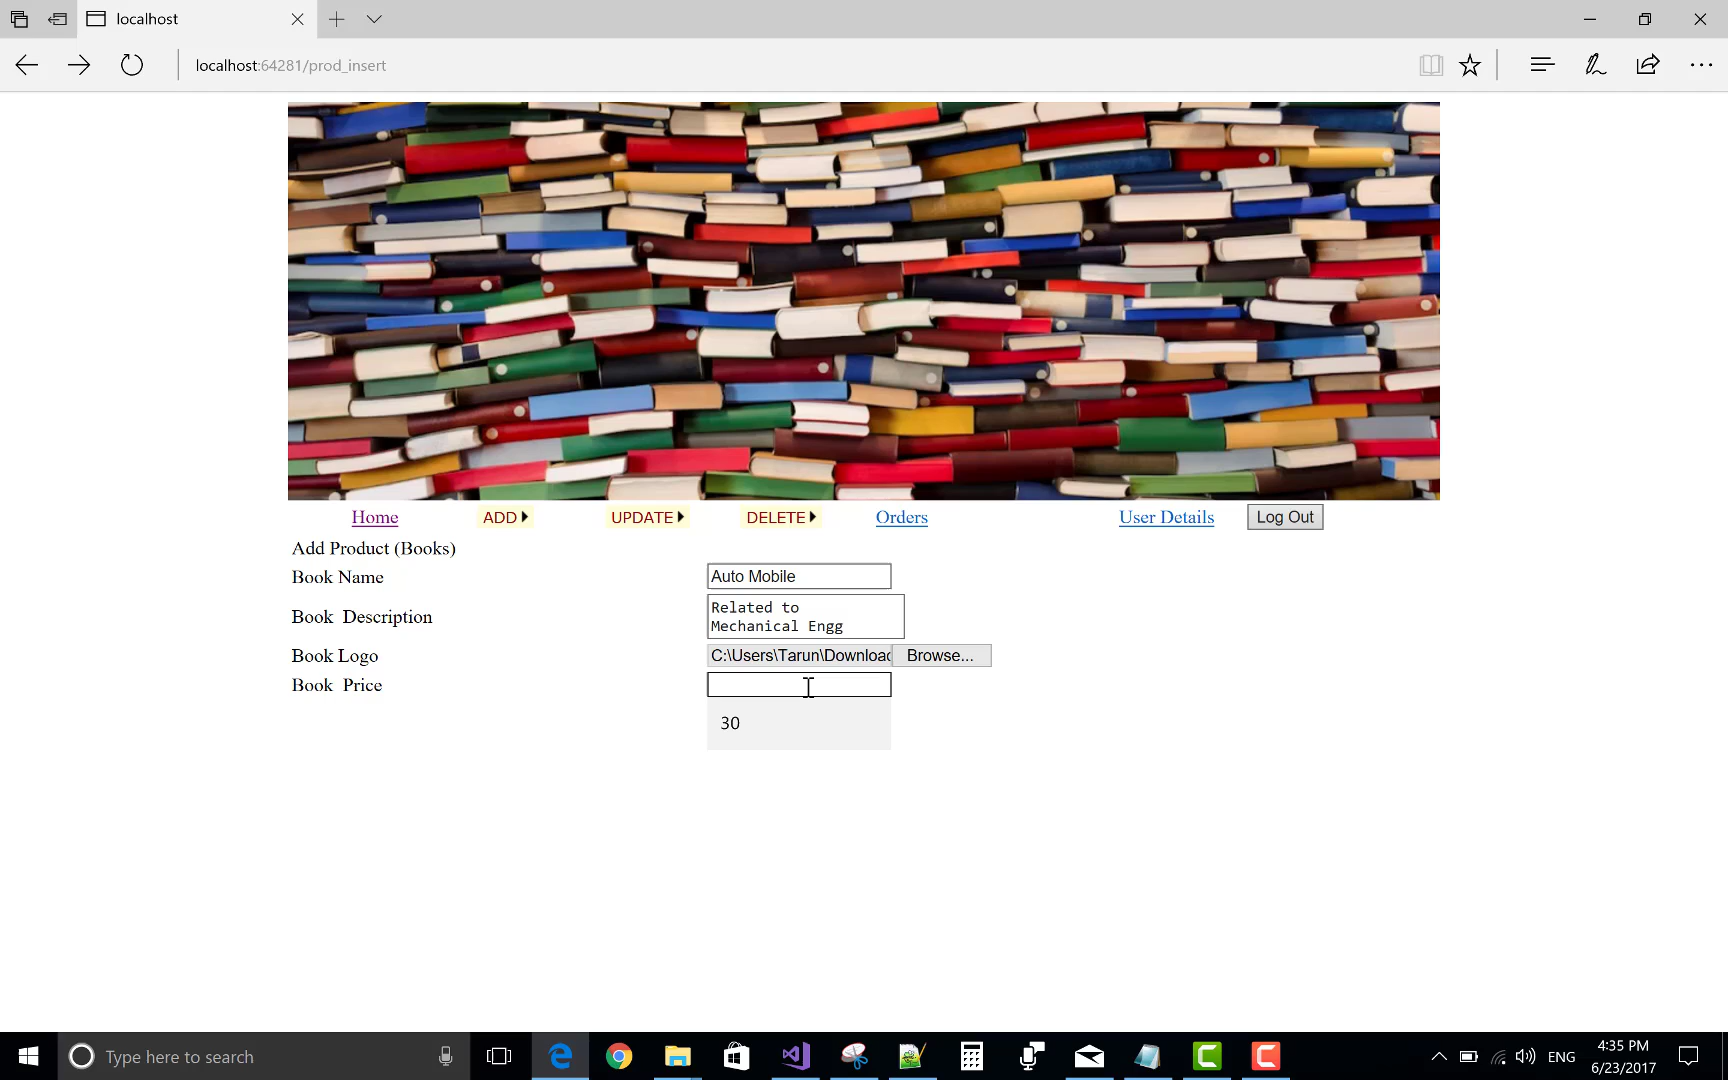 localhost
localhost:64281/prod_insert
Home ADD UPDATE DELETE Orders User Details Log Out
Add Product (Books)
Book Name Auto Mobile
Book Description Related to
Mechanical Engg
Book Logo C:\Users\Tarun\Downloac Browse...
Book Price
30
Type here to search
ENG
4:35 PM
6/23/2017